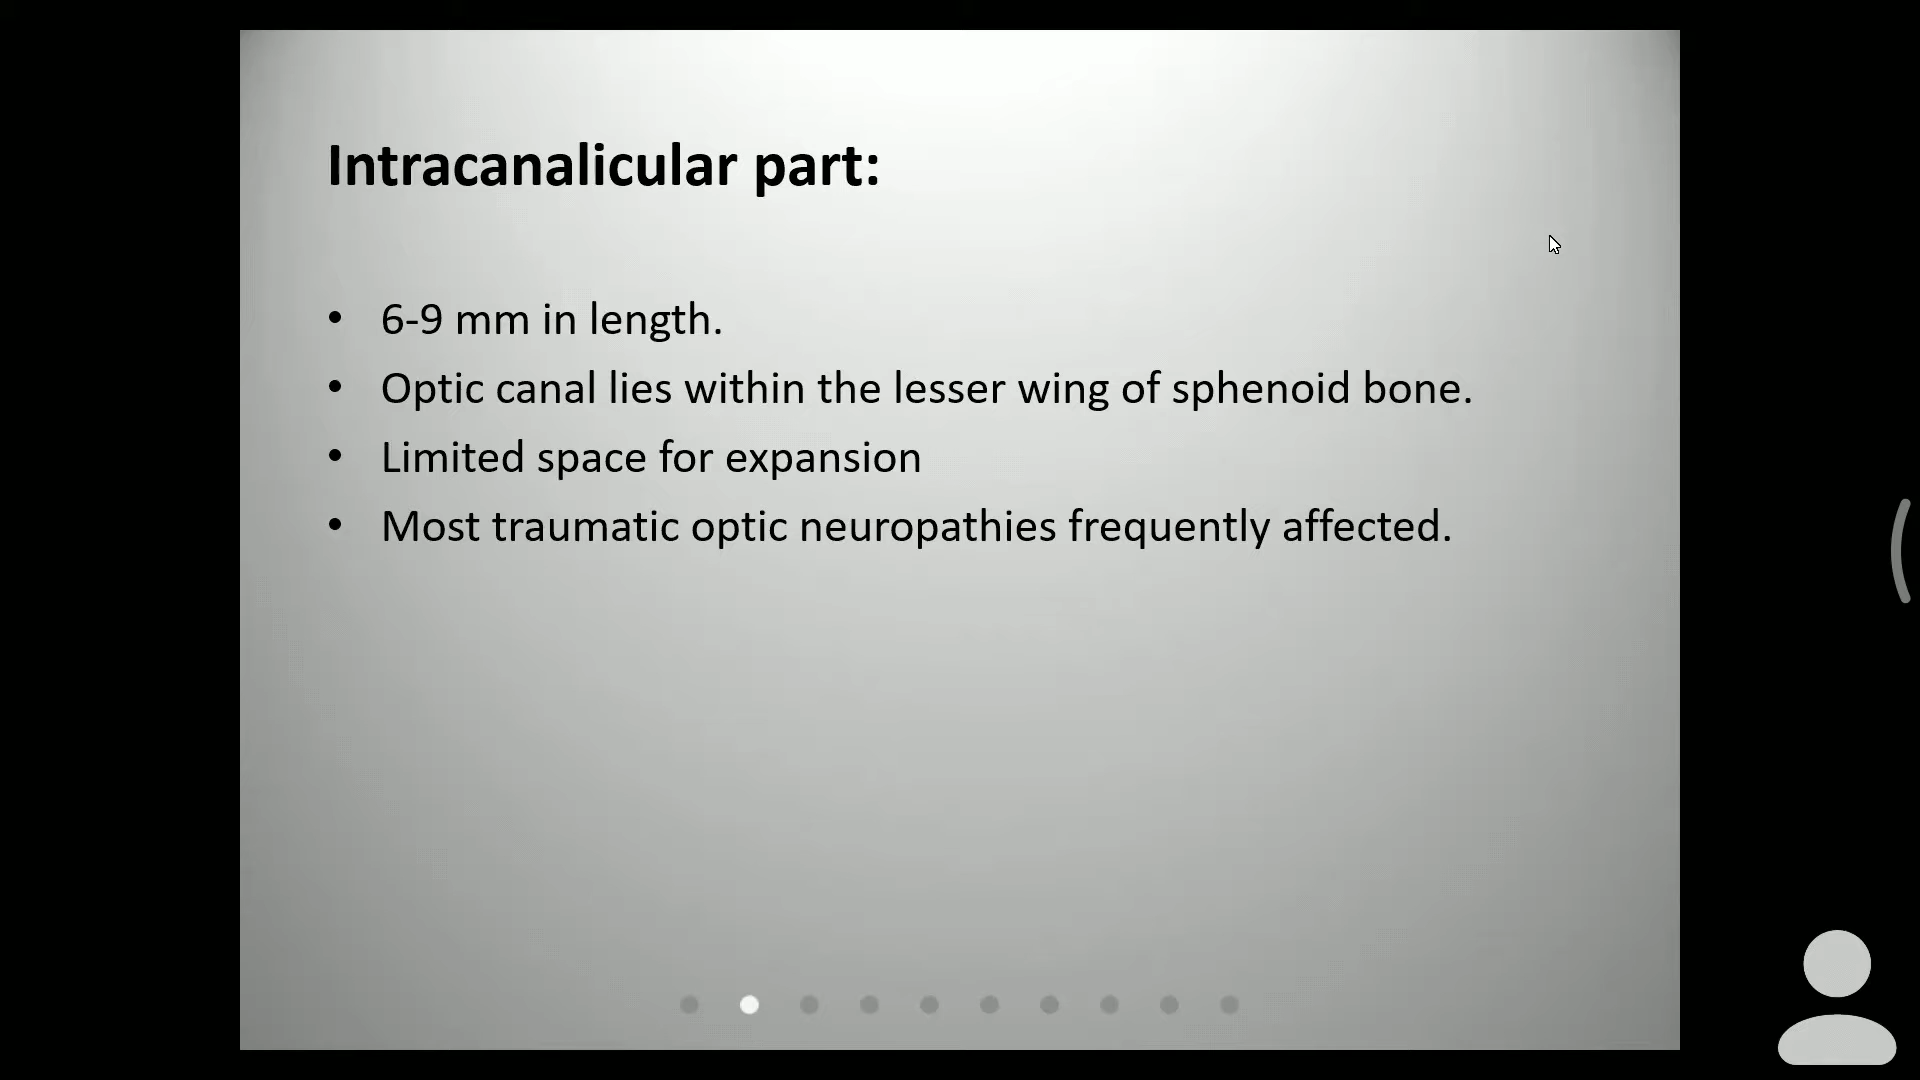 Intracanalicular part:
• 6-9 mm in length.
• Optic canal lies within the lesser wing of sphenoid bone.
• Limited space for expansion
• Most traumatic optic neuropathies frequently affected.